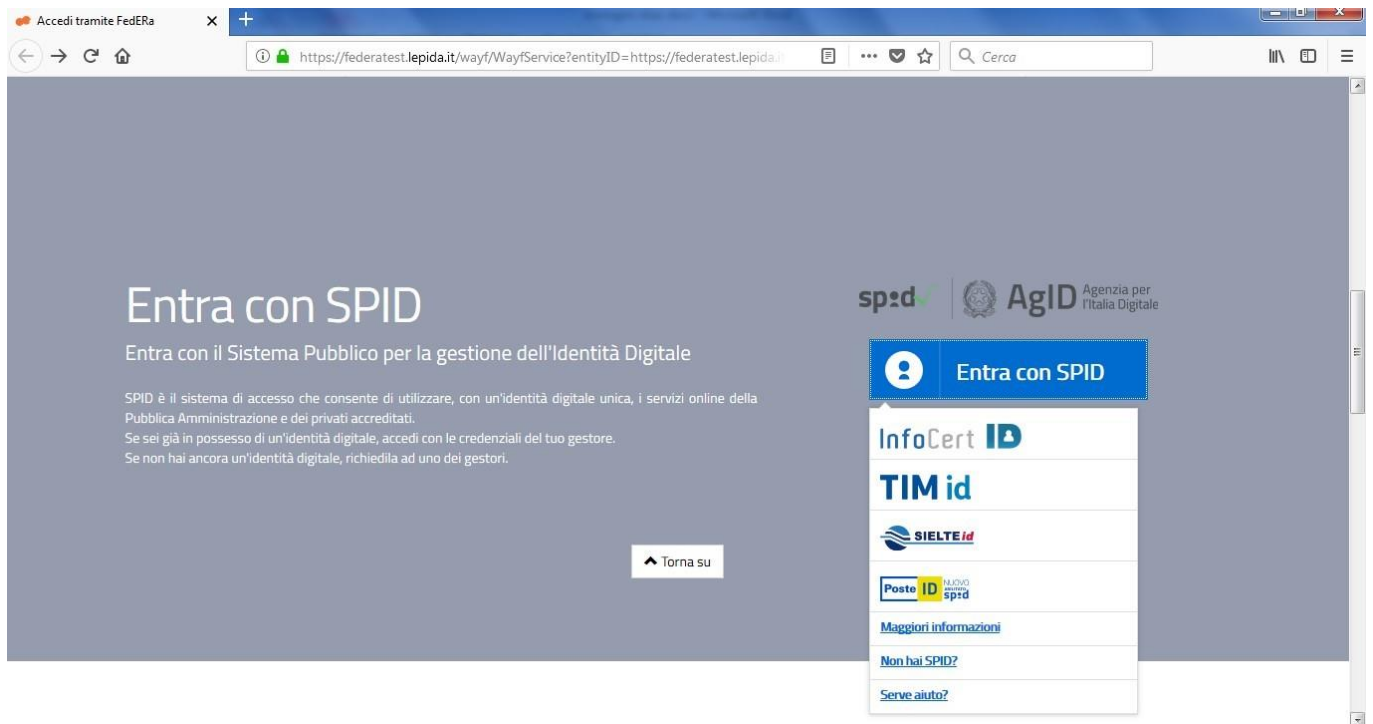 Accedi tramite FedERa
https://federatest.lepida.it/wayf/WayfService?entityID=https://federatest.lepida.i
Cerca
Entra con SPID
Entra con il Sistema Pubblico per la gestione dell'Identità Digitale
SPID è il sistema di accesso che consente di utilizzare, con un'identità digitale unica, i servizi online della
Pubblica Amministrazione e dei privati accreditati.
Se sei già in possesso di un'identità digitale, accedi con le credenziali del tuo gestore.
Se non hai ancora un'identità digitale, richiedila ad uno dei gestori.
Torna su
spid
AgID Agenzia per
l'Italia Digitale
Entra con SPID
InfoCert ID
TIM id
SIELTE id
Poste ID NUOVO
spid
Maggiori informazioni
Non hai SPID?
Serve aiuto?